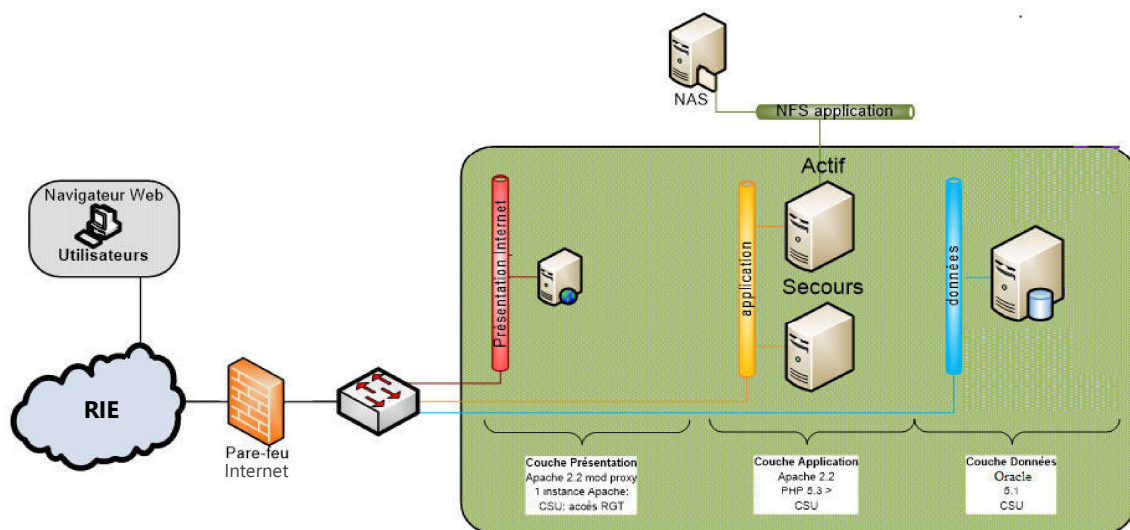 NAS
NFS application
Navigateur Web
Utilisateurs
Actif
Secours
Présentation Internet
application
données
RIE
Pare-feu
Internet
Couche Présentation
Apache 2.2 mod proxy
1 instance Apache:
CSU: accès RGT
Couche Application
Apache 2.2
PHP 5.3 >
CSU
Couche Données
Oracle
5.1
CSU